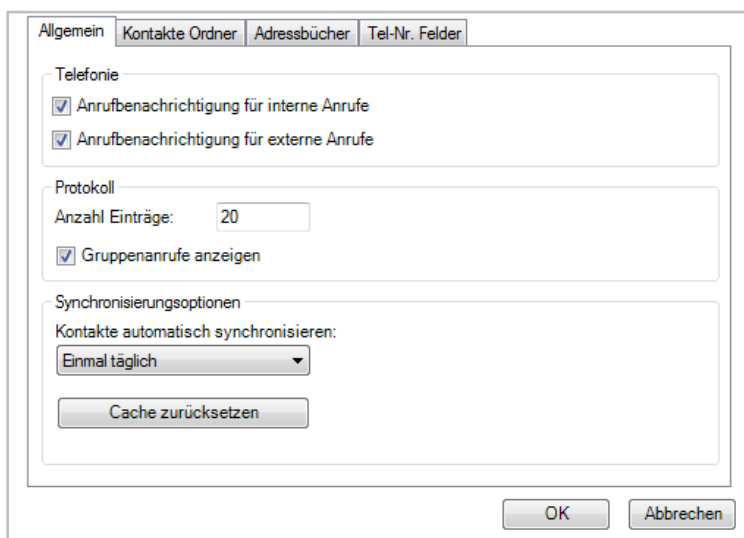 Allgemein Kontakte Ordner Adressbücher Tel-Nr. Felder
Telefonie
Anrufbenachrichtigung für interne Anrufe
Anrufbenachrichtigung für externe Anrufe
Protokoll
Anzahl Einträge: 20
Gruppenanrufe anzeigen
Synchronisierungsoptionen
Kontakte automatisch synchronisieren:
Einmal täglich
Cache zurücksetzen
OK Abbrechen